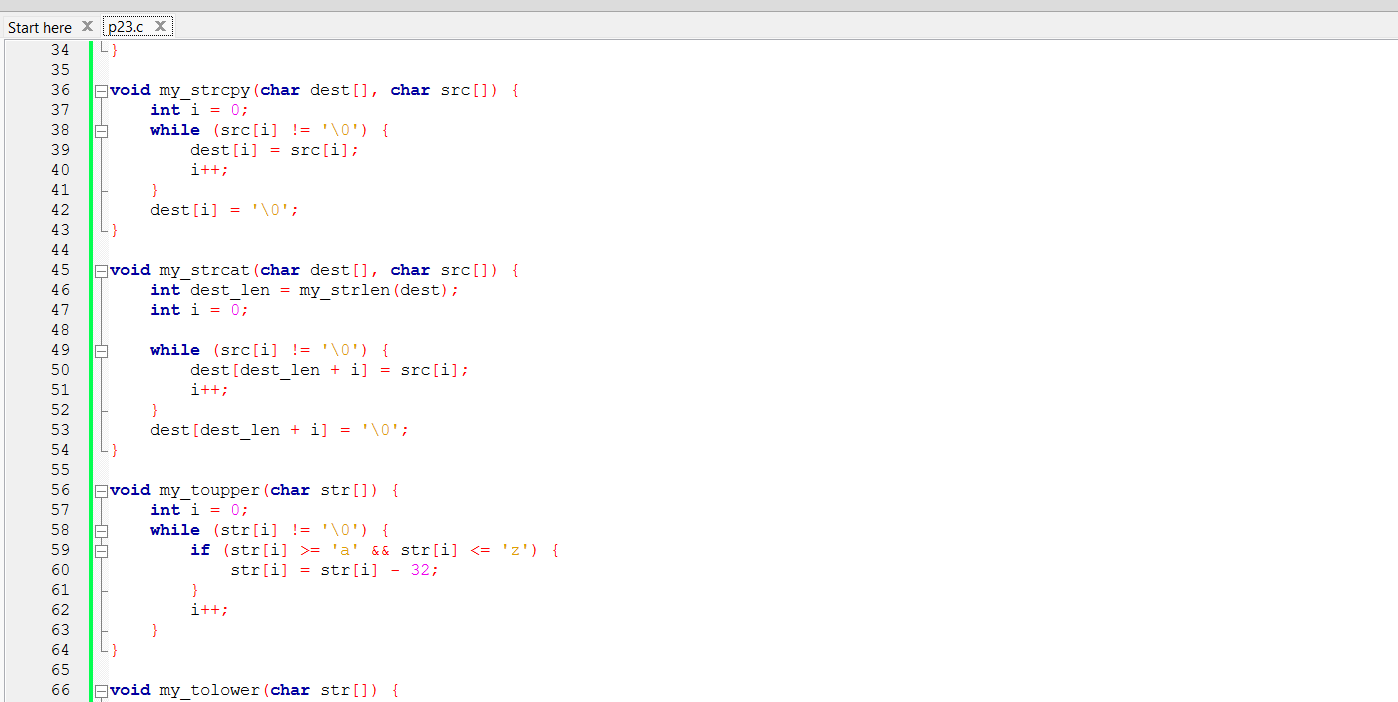 Start here X p23.c X
34 }
35
36 void my_strcpy(char dest[], char src[]) {
37     int i = 0;
38     while (src[i] != '\0') {
39         dest[i] = src[i];
40         i++;
41     }
42     dest[i] = '\0';
43 }
44
45 void my_strcat(char dest[], char src[]) {
46     int dest_len = my_strlen(dest);
47     int i = 0;
48
49     while (src[i] != '\0') {
50         dest[dest_len + i] = src[i];
51         i++;
52     }
53     dest[dest_len + i] = '\0';
54 }
55
56 void my_toupper(char str[]) {
57     int i = 0;
58     while (str[i] != '\0') {
59         if (str[i] >= 'a' && str[i] <= 'z') {
60             str[i] = str[i] - 32;
61         }
62         i++;
63     }
64 }
65
66 void my_tolower(char str[]) {